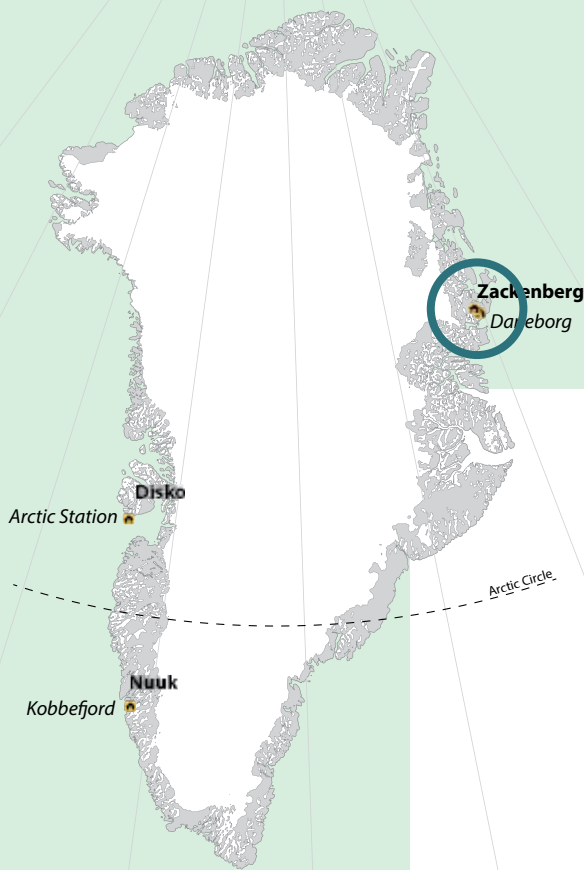 Zackenberg
Daneborg
Disko
Arctic Station
Arctic Circle
Nuuk
Kobbefjord